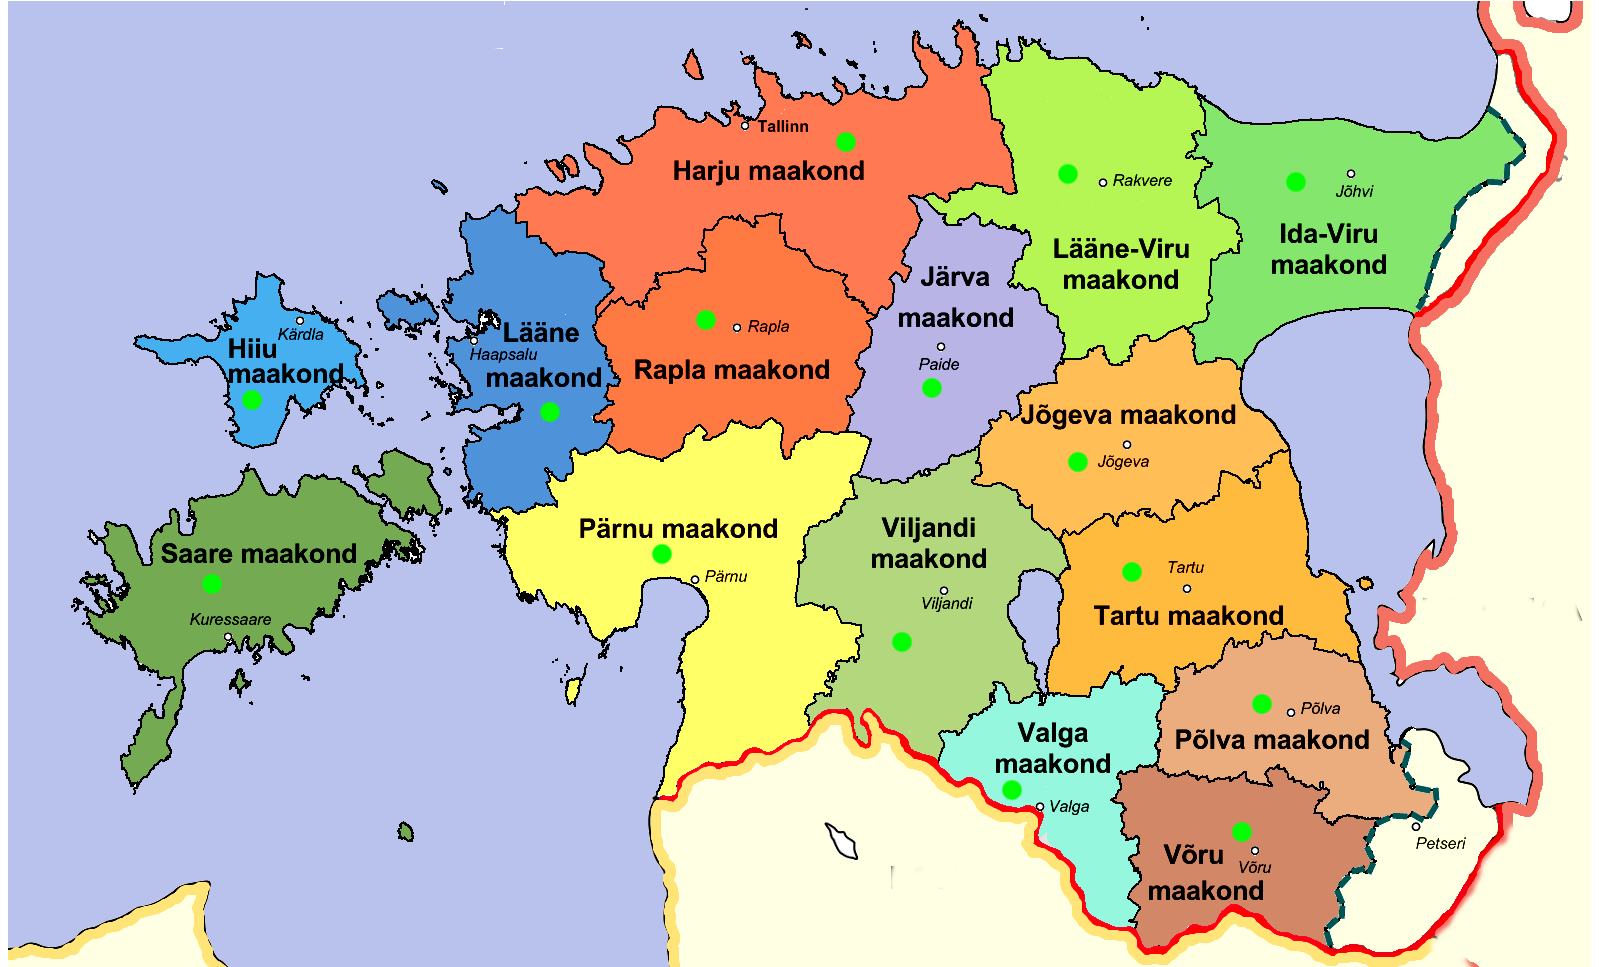 Tallinn
Harju maakond
Rakvere
Jõhvi
Lääne-Viru
maakond
Ida-Viru
maakond
Järva
maakond
Paide
Rapla
Rapla maakond
Lääne
Haapsalu
maakond
Kärdla
Hiiu
maakond
Jõgeva maakond
Jõgeva
Pärnu maakond
Pärnu
Viljandi
maakond
Viljandi
Saare maakond
Kuressaare
Tartu
Tartu maakond
Valga
maakond
Valga
Põlva
Põlva maakond
Võru
Võru
maakond
Petseri